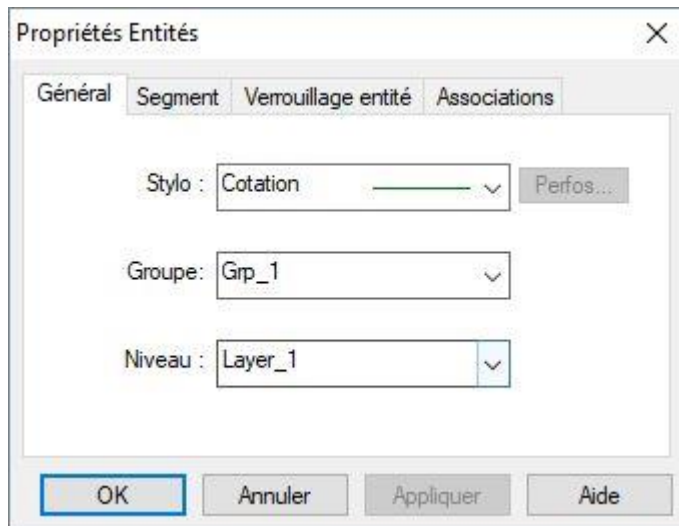 Propriétés Entités
Général Segment Verrouillage entité Associations
Stylo : Cotation Perfos...
Groupe: Grp_1
Niveau : Layer_1
OK Annuler Appliquer Aide